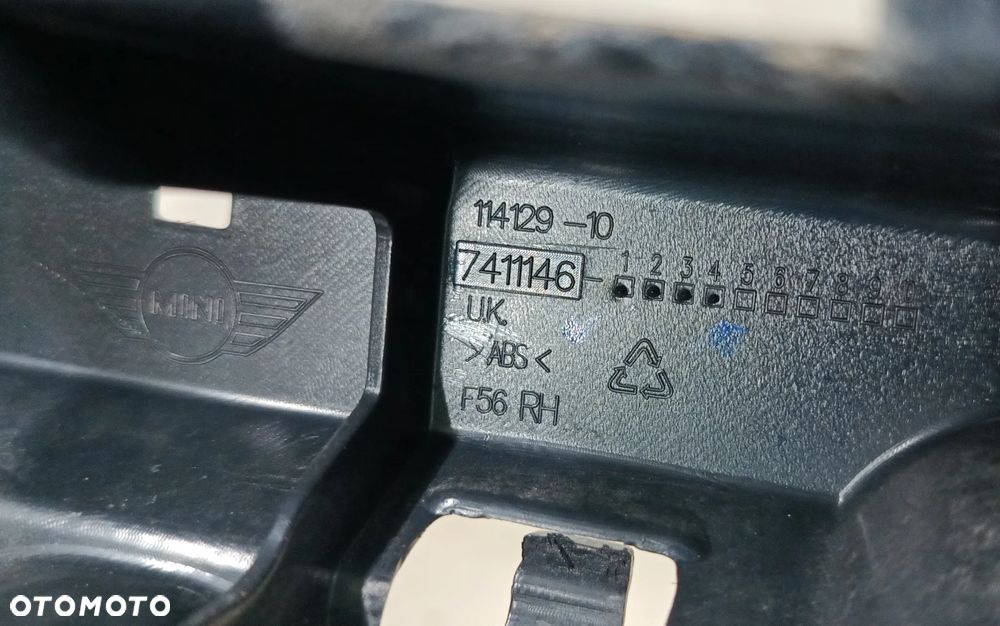 114129 -10
7411146 - 1 2 3 4 5 6 7 8 9
U.K.
MINI
>ABS<
F56 RH
OTOMOTO